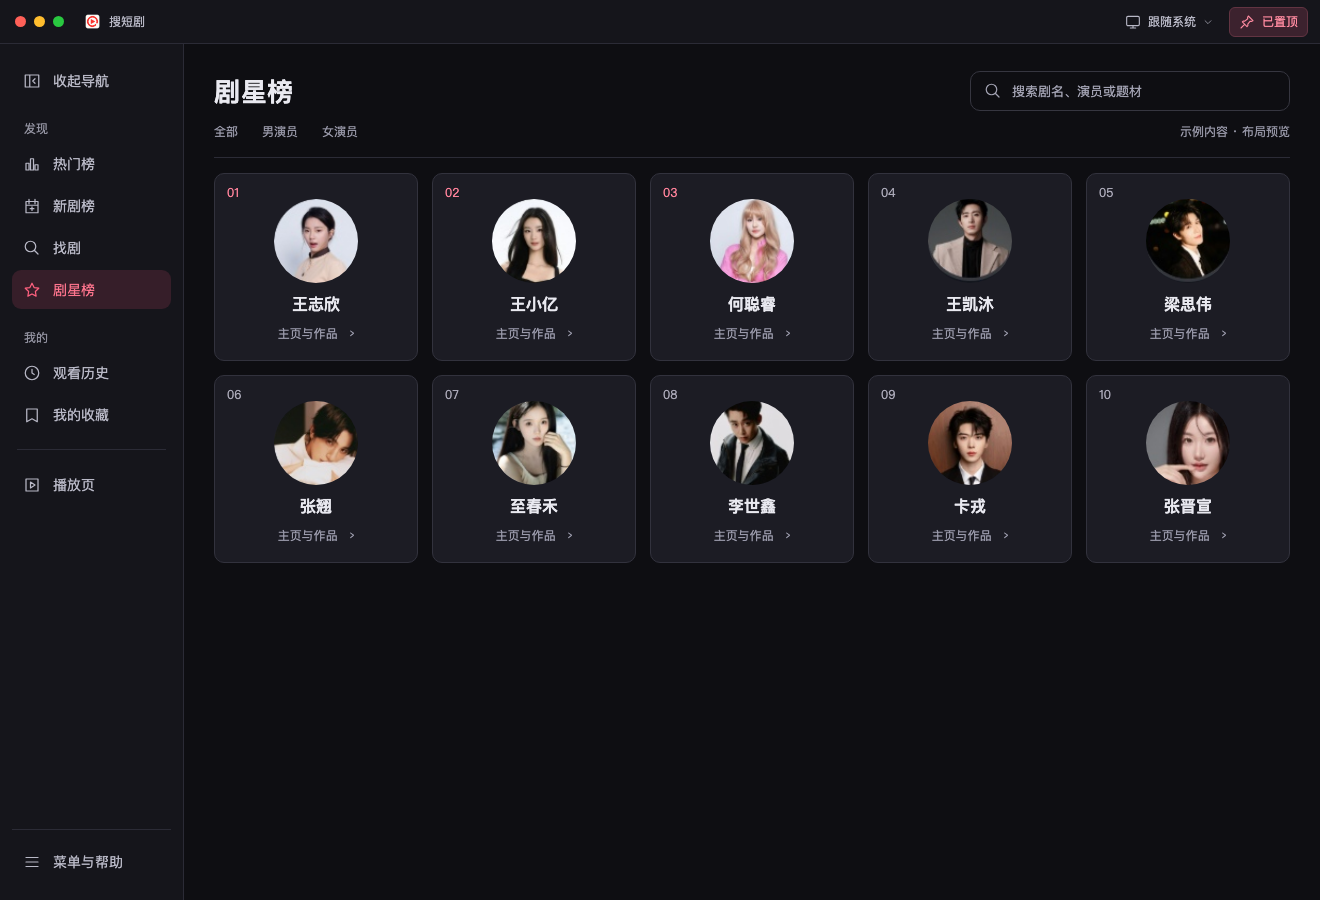 搜短剧
跟随系统
已置顶
收起导航
发现
热门榜
新剧榜
找剧
剧星榜
我的
观看历史
我的收藏
播放页
菜单与帮助
剧星榜
搜索剧名、演员或题材
全部 男演员 女演员
示例内容 · 布局预览
01
王志欣
主页与作品 >
02
王小亿
主页与作品 >
03
何聪睿
主页与作品 >
04
王凯沐
主页与作品 >
05
梁思伟
主页与作品 >
06
张翅
主页与作品 >
07
至春禾
主页与作品 >
08
李世鑫
主页与作品 >
09
卡戎
主页与作品 >
10
张晋宣
主页与作品 >